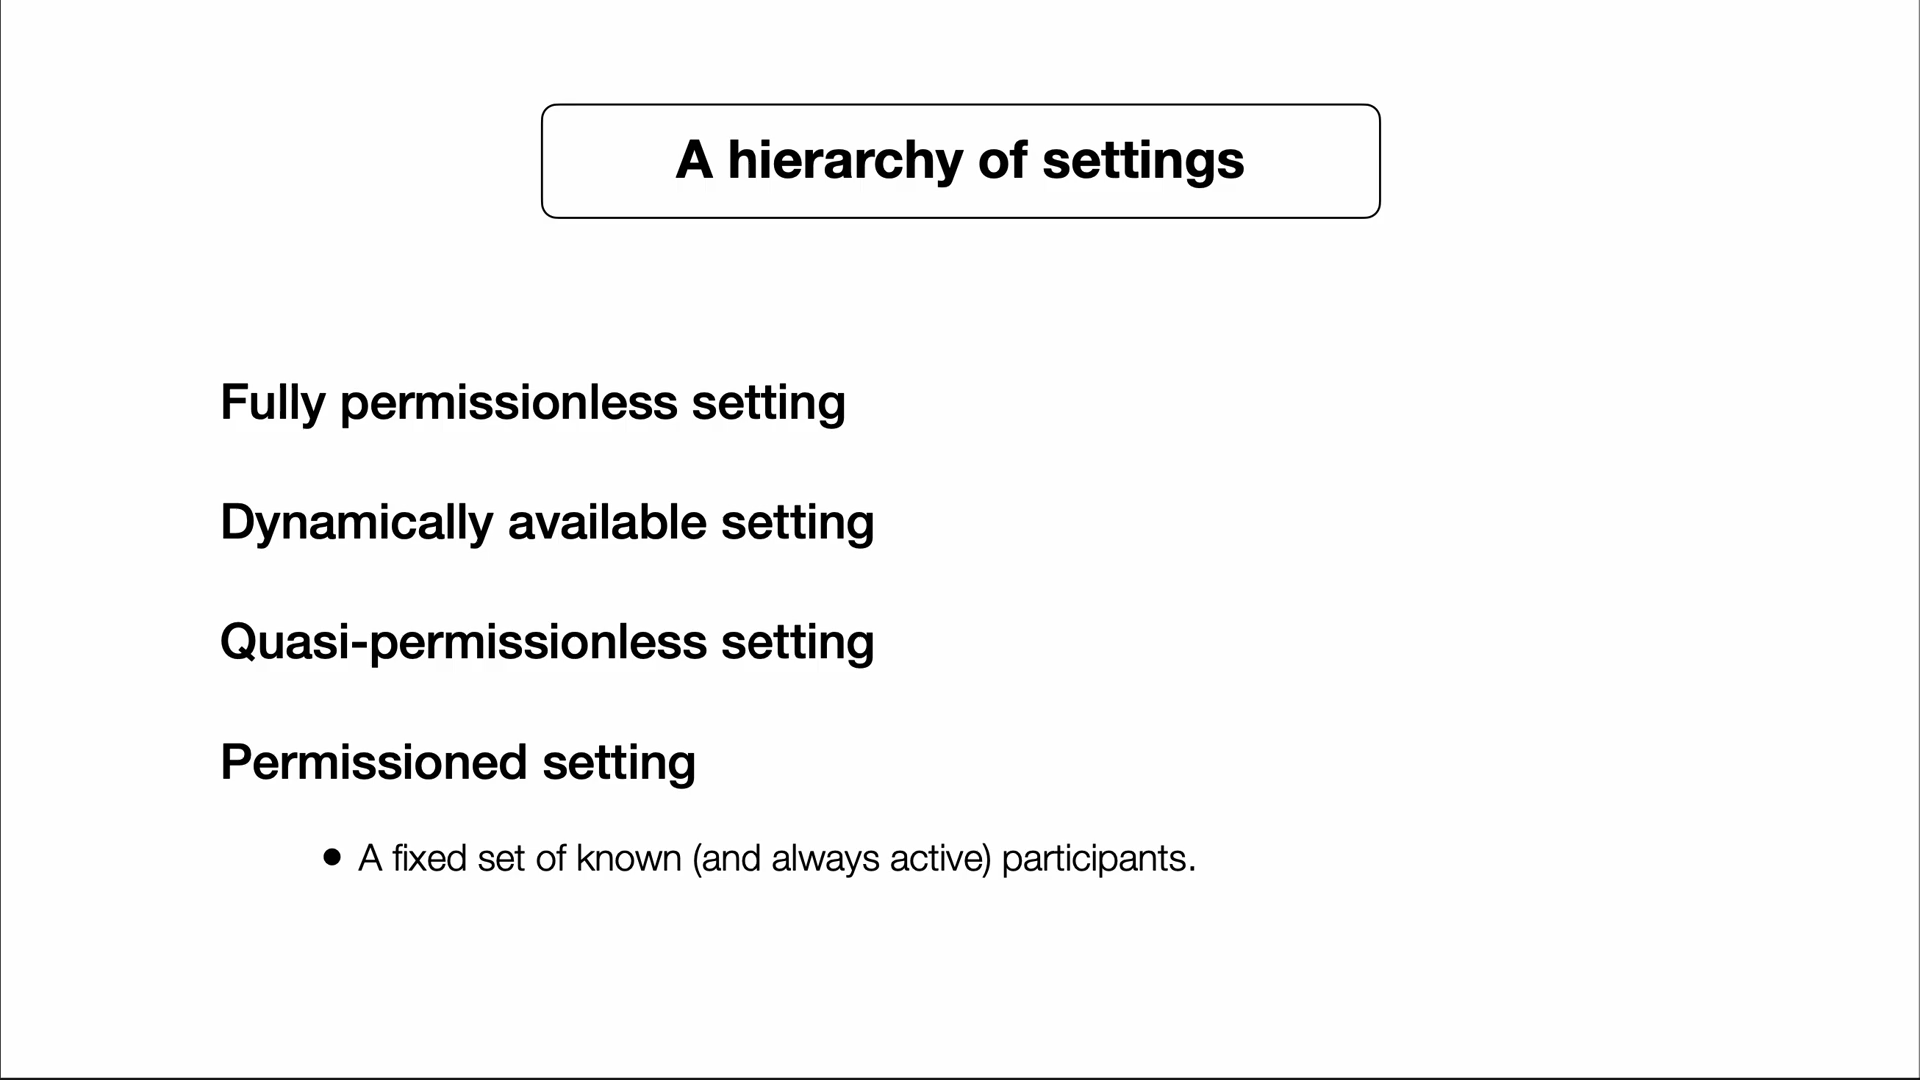 A hierarchy of settings
Fully permissionless setting
Dynamically available setting
Quasi-permissionless setting
Permissioned setting
• A fixed set of known (and always active) participants.